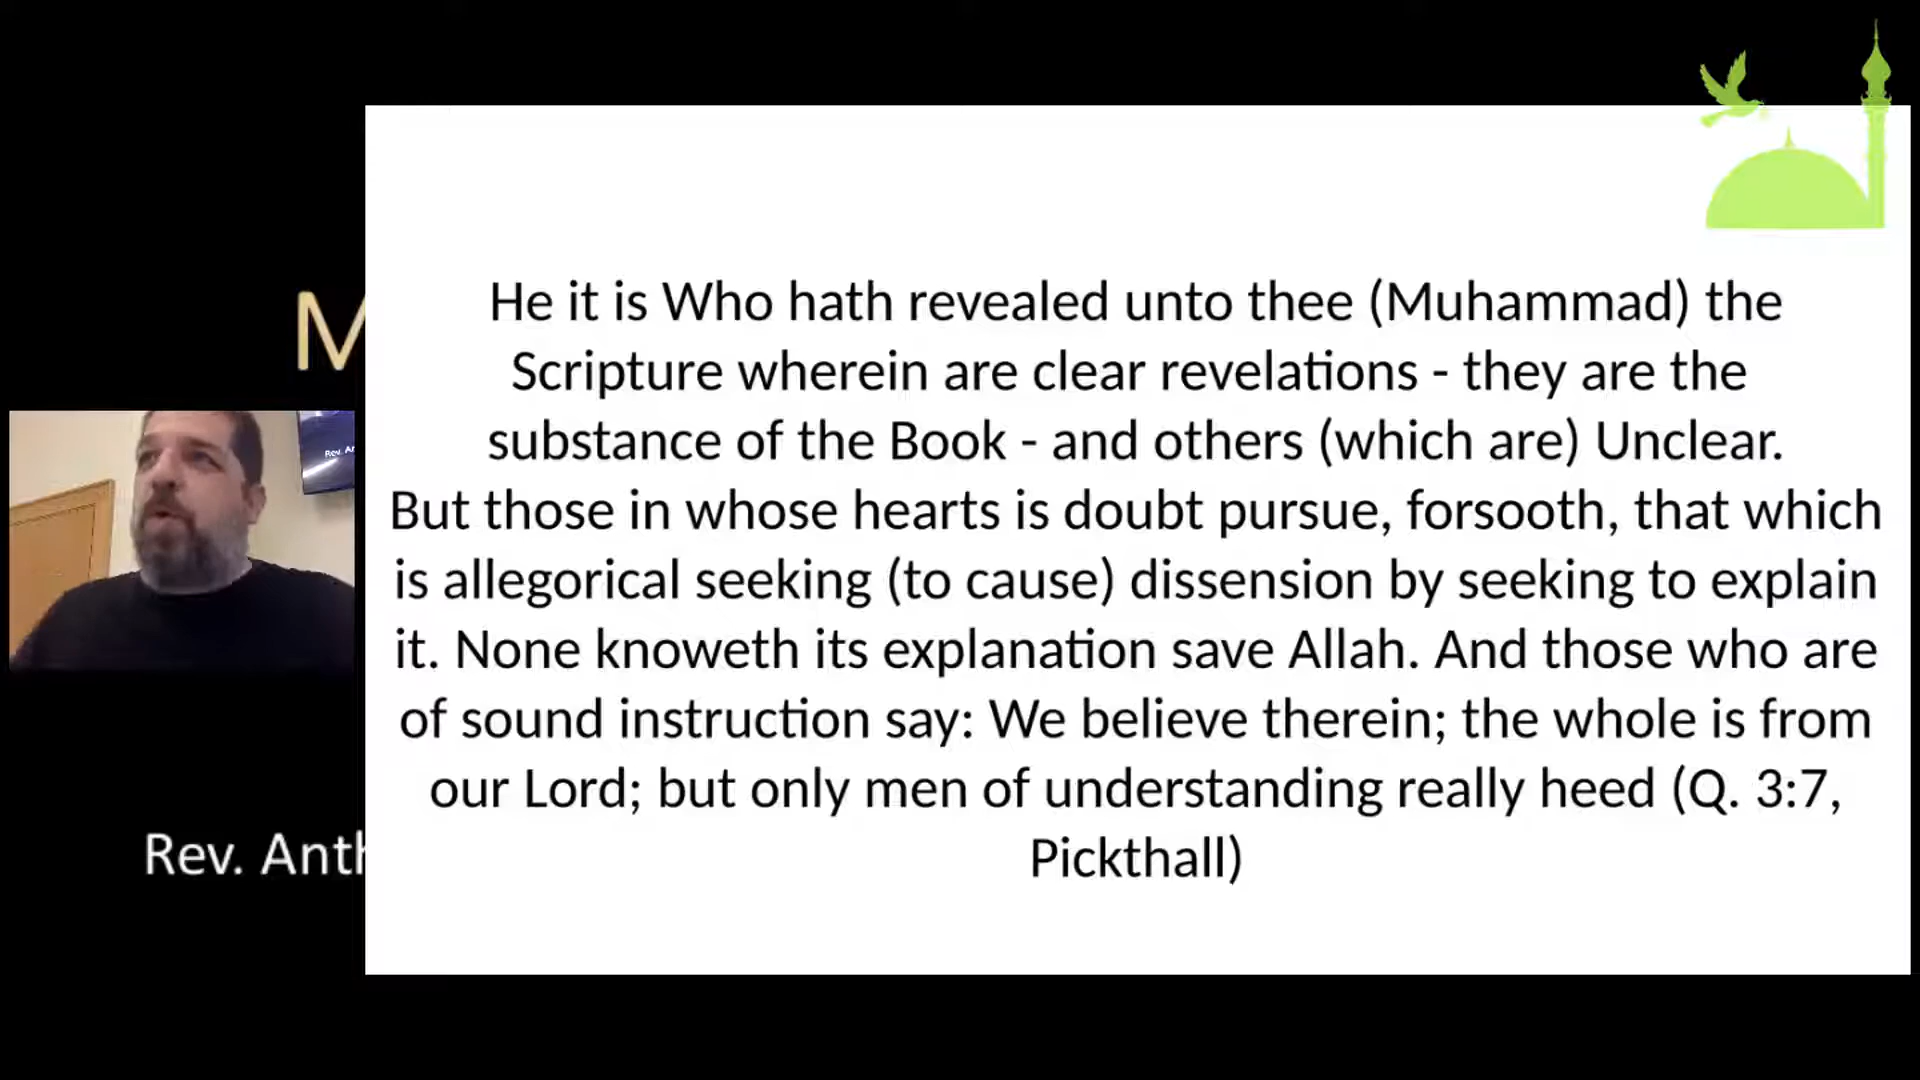 He it is Who hath revealed unto thee (Muhammad) the
Scripture wherein are clear revelations - they are the
substance of the Book - and others (which are) Unclear.
But those in whose hearts is doubt pursue, forsooth, that which
is allegorical seeking (to cause) dissension by seeking to explain
it. None knoweth its explanation save Allah. And those who are
of sound instruction say: We believe therein; the whole is from
our Lord; but only men of understanding really heed (Q. 3:7,
Pickthall)
M
Rev. An
Rev. Anth